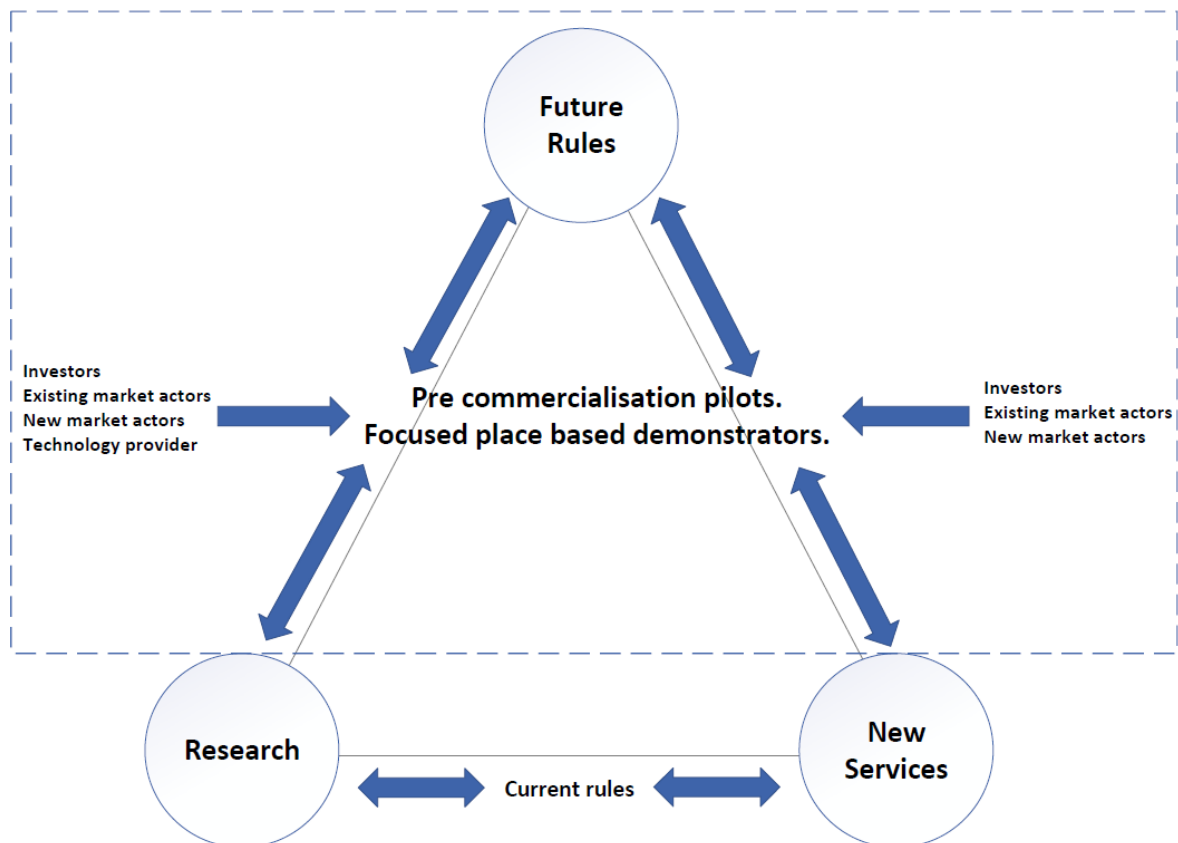 Future
Rules
Investors
Existing market actors
New market actors
Technology provider
Pre commercialisation pilots.
Focused place based demonstrators.
Investors
Existing market actors
New market actors
Research
Current rules
New
Services